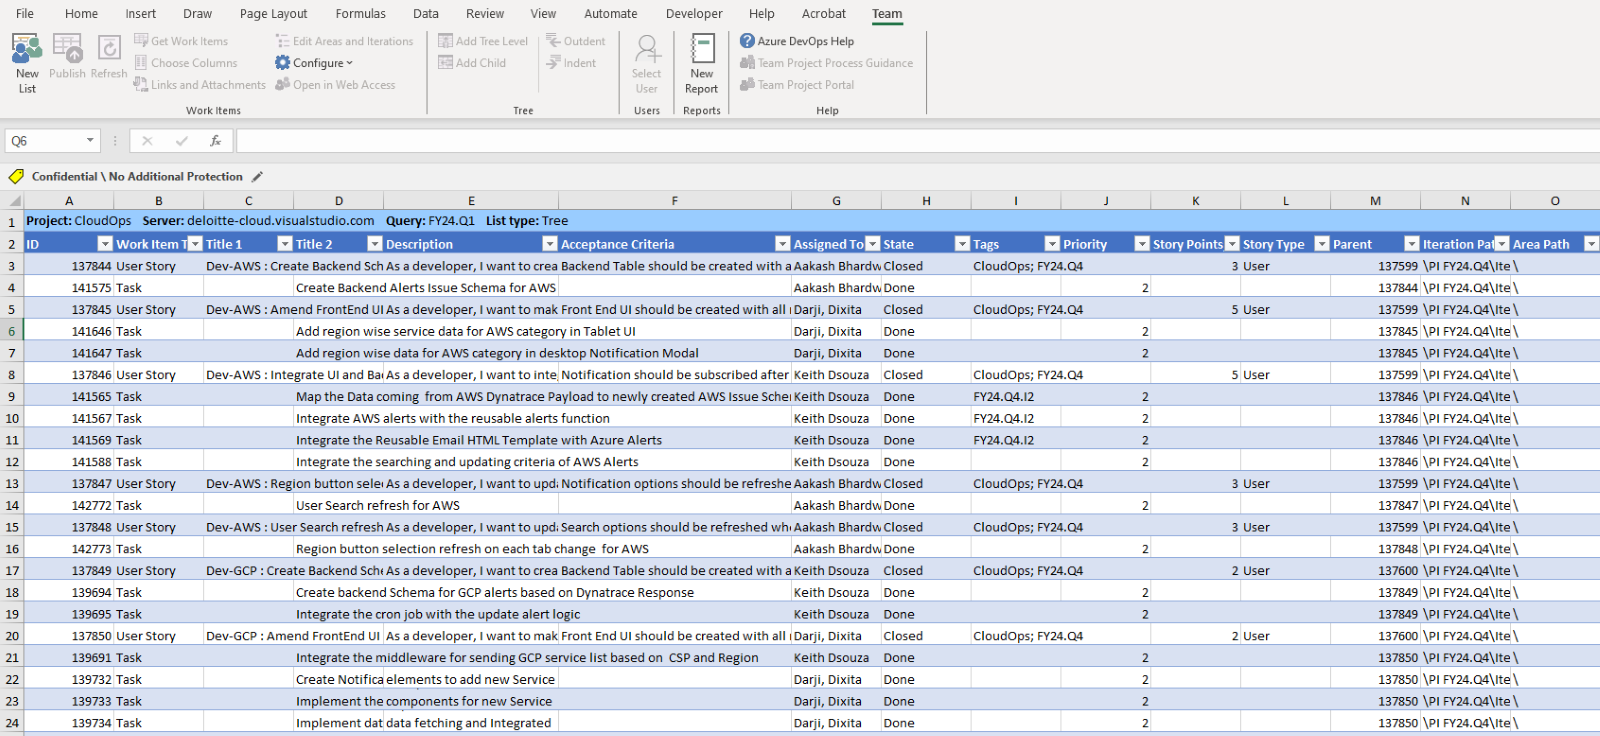 File Home Insert Draw Page Layout Formulas Data Review View Automate Developer Help Acrobat Team
New List
Publish
Refresh
Get Work Items
Choose Columns
Links and Attachments
Edit Areas and Iterations
Configure
Open in Web Access
Work Items
Add Tree Level
Add Child
Outdent
Indent
Tree
Select User
Users
New Report
Reports
Azure DevOps Help
Team Project Process Guidance
Team Project Portal
Help
Q6 fx
Confidential \ No Additional Protection
A B C D E F G H I J K L M N O
1 Project: CloudOps Server: deloitte-cloud.visualstudio.com Query: FY24.Q1 List type: Tree
2 ID Work Item T Title 1 Title 2 Description Acceptance Criteria Assigned To State Tags Priority Story Points Story Type Parent Iteration Pat Area Path
3 137844 User Story Dev-AWS : Create Backend Sch As a developer, I want to crea Backend Table should be created with a Aakash Bhardw Closed CloudOps; FY24.Q4 3 User 137599 \PI FY24.Q4\Ite \
4 141575 Task Create Backend Alerts Issue Schema for AWS Aakash Bhardw Done 2 137844 \PI FY24.Q4\Ite \
5 137845 User Story Dev-AWS : Amend FrontEnd UI As a developer, I want to mak Front End UI should be created with all Darji, Dixita Closed CloudOps; FY24.Q4 5 User 137599 \PI FY24.Q4\Ite \
6 141646 Task Add region wise service data for AWS category in Tablet UI Darji, Dixita Done 2 137845 \PI FY24.Q4\Ite \
7 141647 Task Add region wise data for AWS category in desktop Notification Modal Darji, Dixita Done 2 137845 \PI FY24.Q4\Ite \
8 137846 User Story Dev-AWS : Integrate UI and Ba As a developer, I want to inte Notification should be subscribed after Keith Dsouza Closed CloudOps; FY24.Q4 5 User 137599 \PI FY24.Q4\Ite \
9 141565 Task Map the Data coming from AWS Dynatrace Payload to newly created AWS Issue Scher Keith Dsouza Done FY24.Q4.I2 2 137846 \PI FY24.Q4\Ite \
10 141567 Task Integrate AWS alerts with the reusable alerts function Keith Dsouza Done FY24.Q4.I2 2 137846 \PI FY24.Q4\Ite \
11 141569 Task Integrate the Reusable Email HTML Template with Azure Alerts Keith Dsouza Done FY24.Q4.I2 2 137846 \PI FY24.Q4\Ite \
12 141588 Task Integrate the searching and updating criteria of AWS Alerts Keith Dsouza Done 2 137846 \PI FY24.Q4\Ite \
13 137847 User Story Dev-AWS : Region button sele As a developer, I want to upd Notification options should be refreshe Aakash Bhardw Closed CloudOps; FY24.Q4 3 User 137599 \PI FY24.Q4\Ite \
14 142772 Task User Search refresh for AWS Aakash Bhardw Done 2 137847 \PI FY24.Q4\Ite \
15 137848 User Story Dev-AWS : User Search refresh As a developer, I want to upd Search options should be refreshed wh Aakash Bhardw Closed CloudOps; FY24.Q4 3 User 137599 \PI FY24.Q4\Ite \
16 142773 Task Region button selection refresh on each tab change for AWS Aakash Bhardw Done 2 137848 \PI FY24.Q4\Ite \
17 137849 User Story Dev-GCP : Create Backend Sch As a developer, I want to crea Backend Table should be created with a Keith Dsouza Closed CloudOps; FY24.Q4 2 User 137600 \PI FY24.Q4\Ite \
18 139694 Task Create backend Schema for GCP alerts based on Dynatrace Response Keith Dsouza Done 2 137849 \PI FY24.Q4\Ite \
19 139695 Task Integrate the cron job with the update alert logic Keith Dsouza Done 2 137849 \PI FY24.Q4\Ite \
20 137850 User Story Dev-GCP : Amend FrontEnd UI As a developer, I want to mak Front End UI should be created with all Darji, Dixita Closed CloudOps; FY24.Q4 2 User 137600 \PI FY24.Q4\Ite \
21 139691 Task Integrate the middleware for sending GCP service list based on CSP and Region Keith Dsouza Done 2 137850 \PI FY24.Q4\Ite \
22 139732 Task Create Notifica elements to add new Service Darji, Dixita Done 2 137850 \PI FY24.Q4\Ite \
23 139733 Task Implement the components for new Service Darji, Dixita Done 2 137850 \PI FY24.Q4\Ite \
24 139734 Task Implement dat data fetching and Integrated Darji, Dixita Done 2 137850 \PI FY24.Q4\Ite \